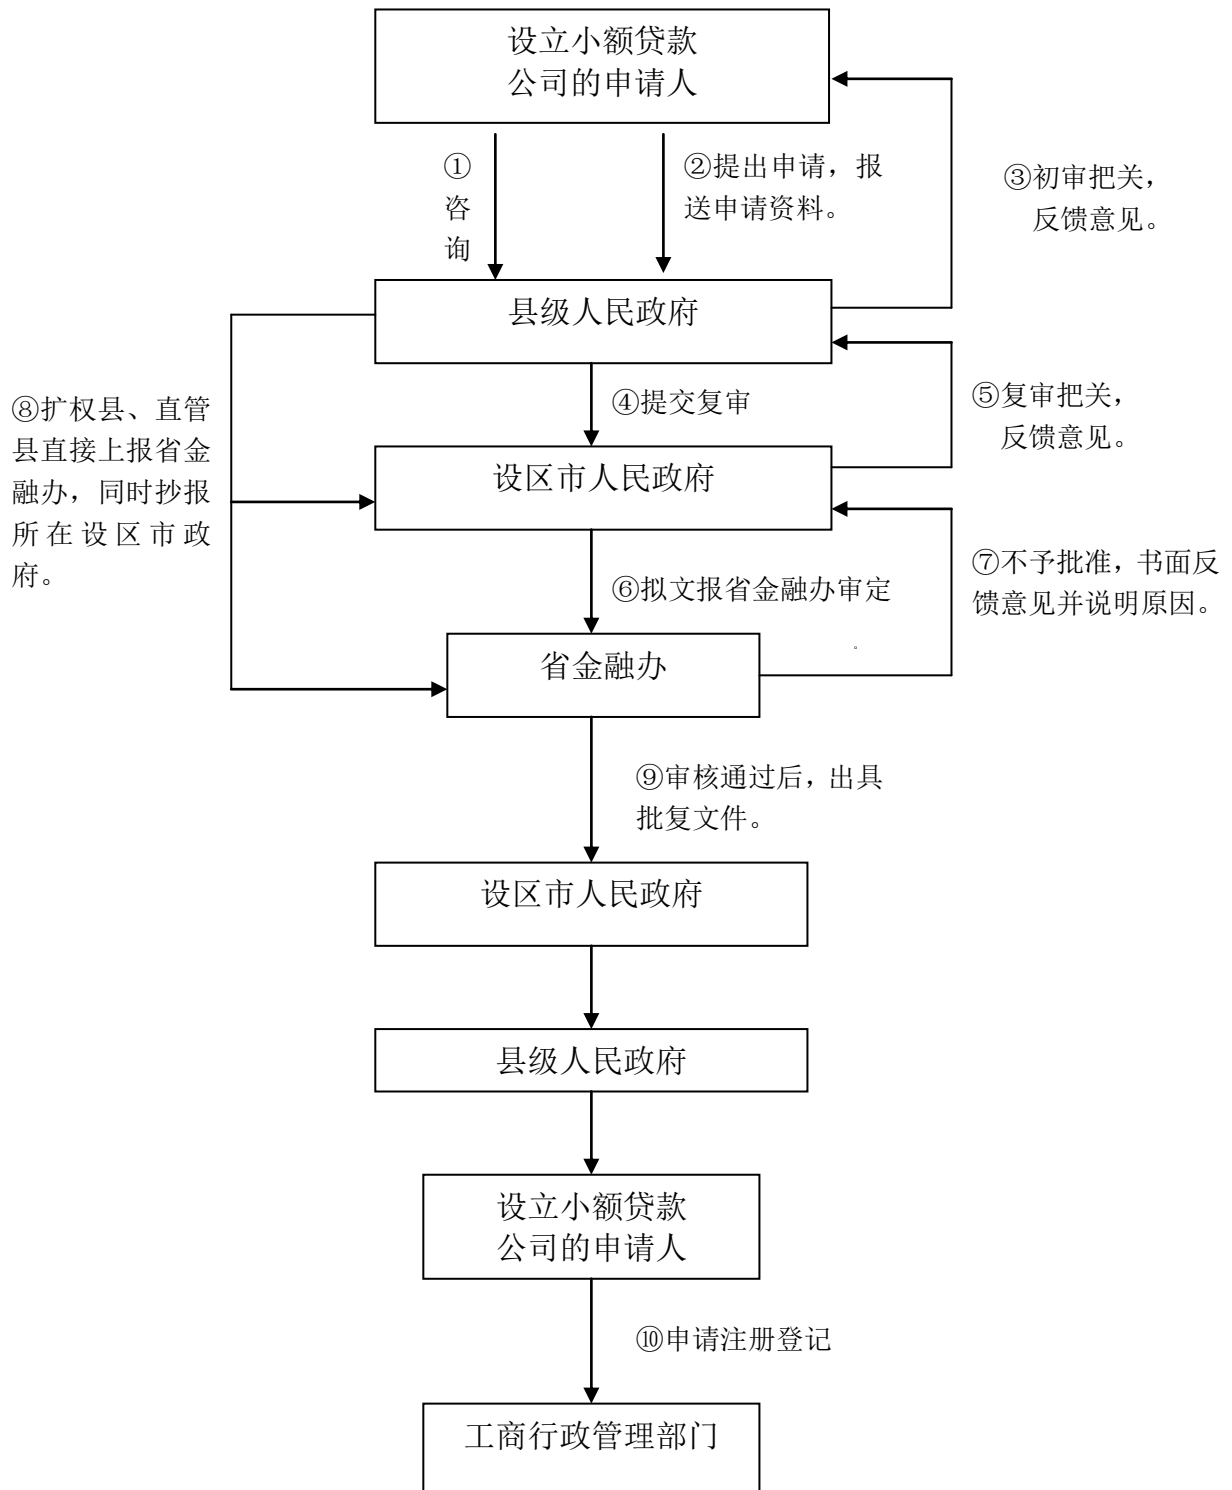 设立小额贷款
公司的申请人
①
咨
询
②提出申请，报
送申请资料。
③初审把关，
反馈意见。
县级人民政府
④提交复审
⑤复审把关，
反馈意见。
⑧扩权县、直管
县直接上报省金
融办，同时抄报
所在设区市政
府。
设区市人民政府
⑥拟文报省金融办审定
⑦不予批准，书面反
馈意见并说明原因。
。
省金融办
⑨审核通过后，出具
批复文件。
设区市人民政府
县级人民政府
设立小额贷款
公司的申请人
⑩申请注册登记
工商行政管理部门